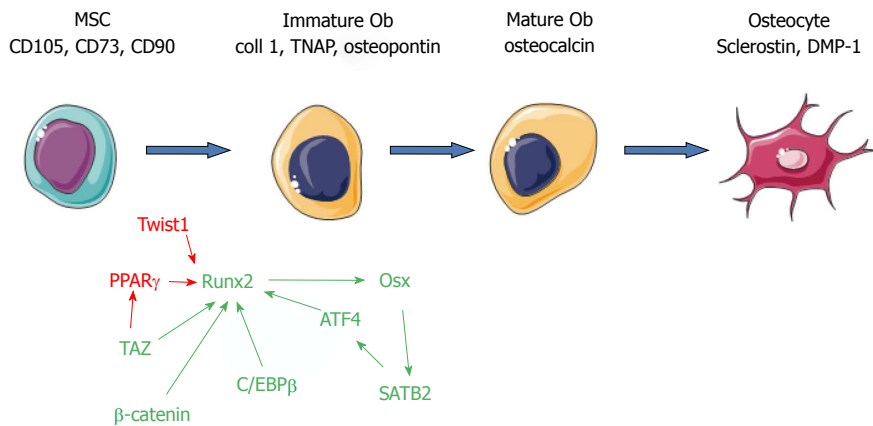 MSC
CD105, CD73, CD90
Immature Ob
coll 1, TNAP, osteopontin
Mature Ob
osteocalcin
Osteocyte
Sclerostin, DMP-1
Twist1
PPARγ
Runx2
Osx
ATF4
TAZ
C/EBPβ
SATB2
β-catenin